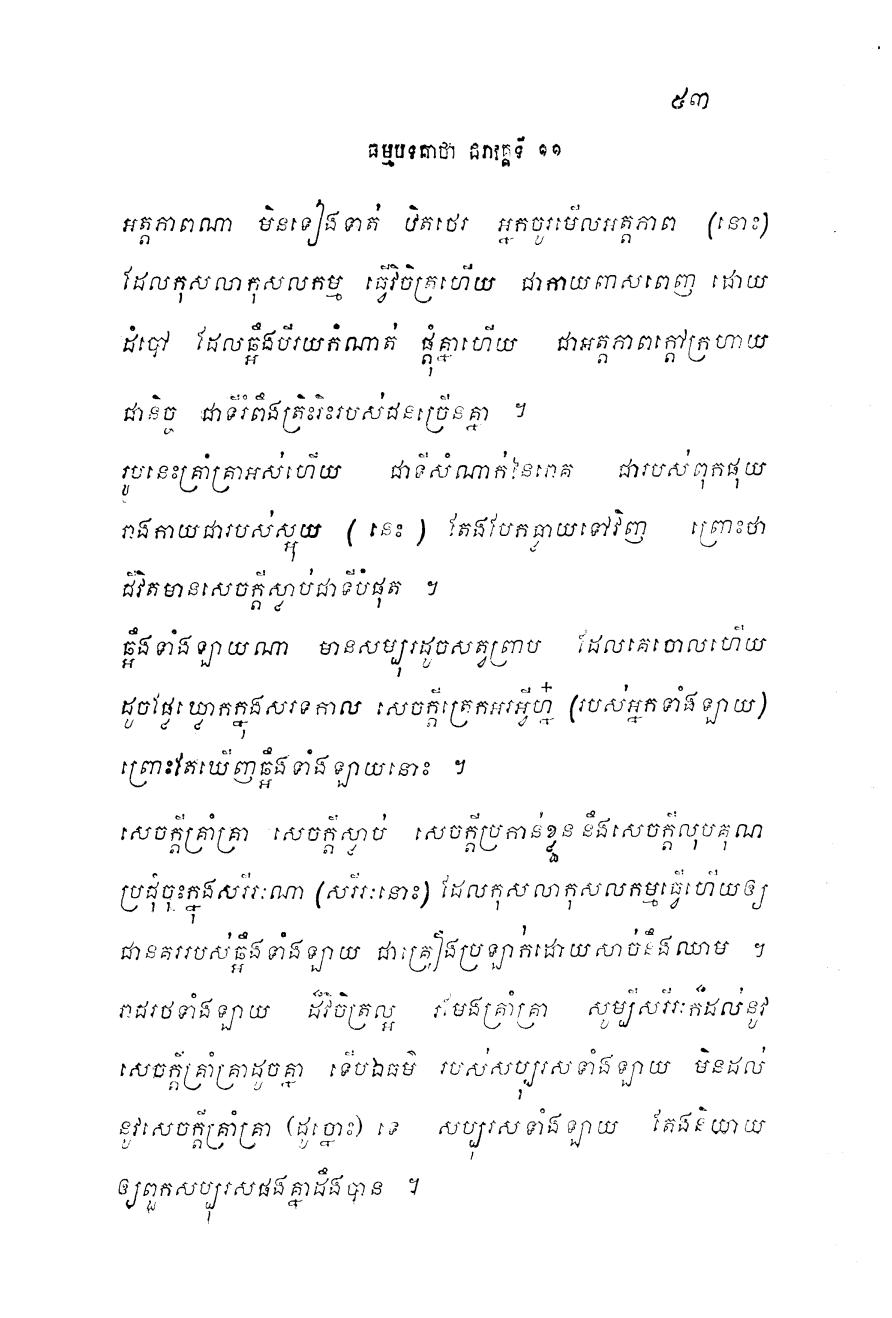 ៥៣
ធម្មបទគាថា ជរាវគ្គទី ១១
អត្តភាពណា មិនទៀងទាត់ ឋិតថេរ អ្នកចូរមើលអត្តភាព (នោះ)
ដែលកុសលាកុសលកម្ម ធ្វើវិចិត្រហើយ ជាកាយពាសពេញ ដោយ
ដំបៅ ដែលឆ្អឹងបីរយកំណាត់ ផ្គុំគ្នាហើយ ជាអត្តភាពក្តៅក្រហាយ
ជានិច្ច ជាទីរំពឹងត្រិះរិះរបស់ជនច្រើនគ្នា ។
រូបនេះគ្រាំគ្រាអស់ហើយ ជាទីសំណាក់នៃរោគ ជារបស់ពុកផុយ
រាងកាយជារបស់ស្អុយ (នេះ) តែងបែកធ្លាយទៅវិញ ព្រោះថា
ជីវិតមានសេចក្តីស្លាប់ជាទីបំផុត ។
ឆ្អឹងទាំងឡាយណា មានសម្បុរដូចសត្វព្រាប ដែលគេចោលហើយ
ដូចផ្លែឃ្លោកក្នុងសរទកាល សេចក្តីត្រេកអរអ្វីហ្ន៎ (របស់អ្នកទាំងឡាយ)
ព្រោះតែឃើញឆ្អឹងទាំងឡាយនោះ ។
សេចក្តីគ្រាំគ្រា សេចក្តីស្លាប់ សេចក្តីប្រកាន់ខ្លួន នឹងសេចក្តីលុបគុណ
ប្រជុំចុះក្នុងសរីរៈណា (សរីរៈនោះ) ដែលកុសលាកុសលកម្មធ្វើហើយឲ្យ
ជានគររបស់ឆ្អឹងទាំងឡាយ ជាគ្រឿងប្រឡាក់ដោយសាច់នឹងឈាម ។
រាជរថទាំងឡាយ ដ៏វិចិត្រល្អ រមែងគ្រាំគ្រា សូម្បីសរីរៈក៏ដល់នូវ
សេចក្តីគ្រាំគ្រាដូចគ្នា ទើបឯធម៌ របស់សប្បុរសទាំងឡាយ មិនដល់
នូវសេចក្តីគ្រាំគ្រា (ដូច្នោះ) ទេ សប្បុរសទាំងឡាយ តែងនិយាយ
ឲ្យពួកសប្បុរសផងគ្នាដឹងបាន ។